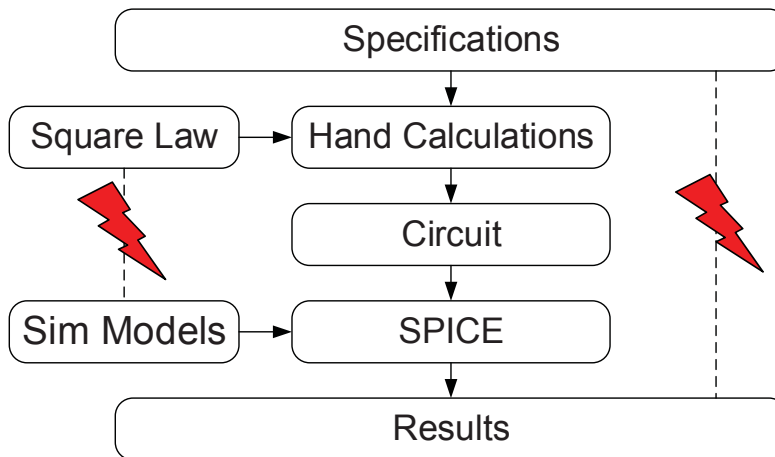 Specifications
Square Law
Hand Calculations
Circuit
Sim Models
SPICE
Results